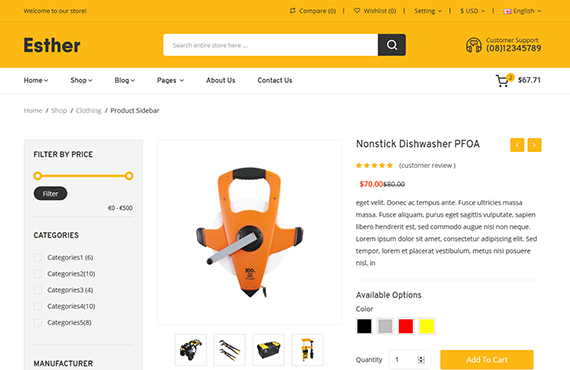 Welcome to our store!
Compare (0)
Wishlist (0)
Setting
$ USD
English
Esther
Search entire store here ...
Customer Support
(08)12345789
Home
Shop
Blog
Pages
About Us
Contact Us
2
$67.71
Home / Shop / Clothing / Product Sidebar
FILTER BY PRICE
Filter
€0 - €500
CATEGORIES
Categories1 (6)
Categories2(10)
Categories3 (4)
Categories4(10)
Categories5(8)
MANUFACTURER
Nonstick Dishwasher PFOA
(customer review )
$70.00 $80.00
eget velit. Donec ac tempus ante. Fusce ultricies massa
massa. Fusce aliquam, purus eget sagittis vulputate, sapien
libero hendrerit est, sed commodo augue nisi non neque.
Lorem ipsum dolor sit amet, consectetur adipiscing elit. Sed
tempor, lorem et placerat vestibulum, metus nisi posuere
nisl, in
Available Options
Color
Quantity
1
Add To Cart